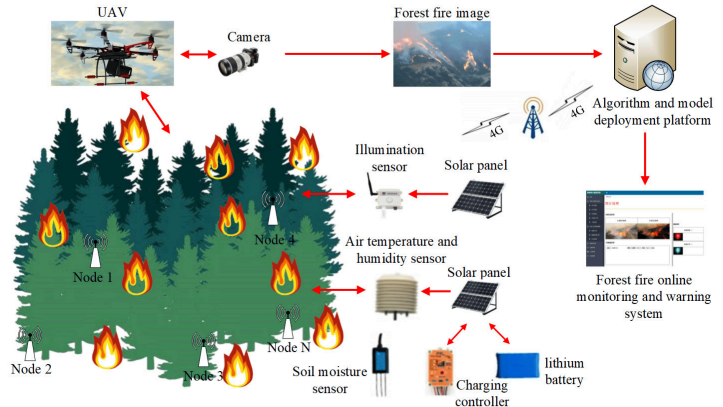 UAV
Camera
Forest fire image
Algorithm and model
deployment platform
4G
4G
Illumination
sensor
Solar panel
Node 4
Air temperature and
humidity sensor
Solar panel
Node 1
Forest fire online
monitoring and warning
system
Node N
Node 2
Node 3
Soil moisture
sensor
Charging
controller
lithium
battery